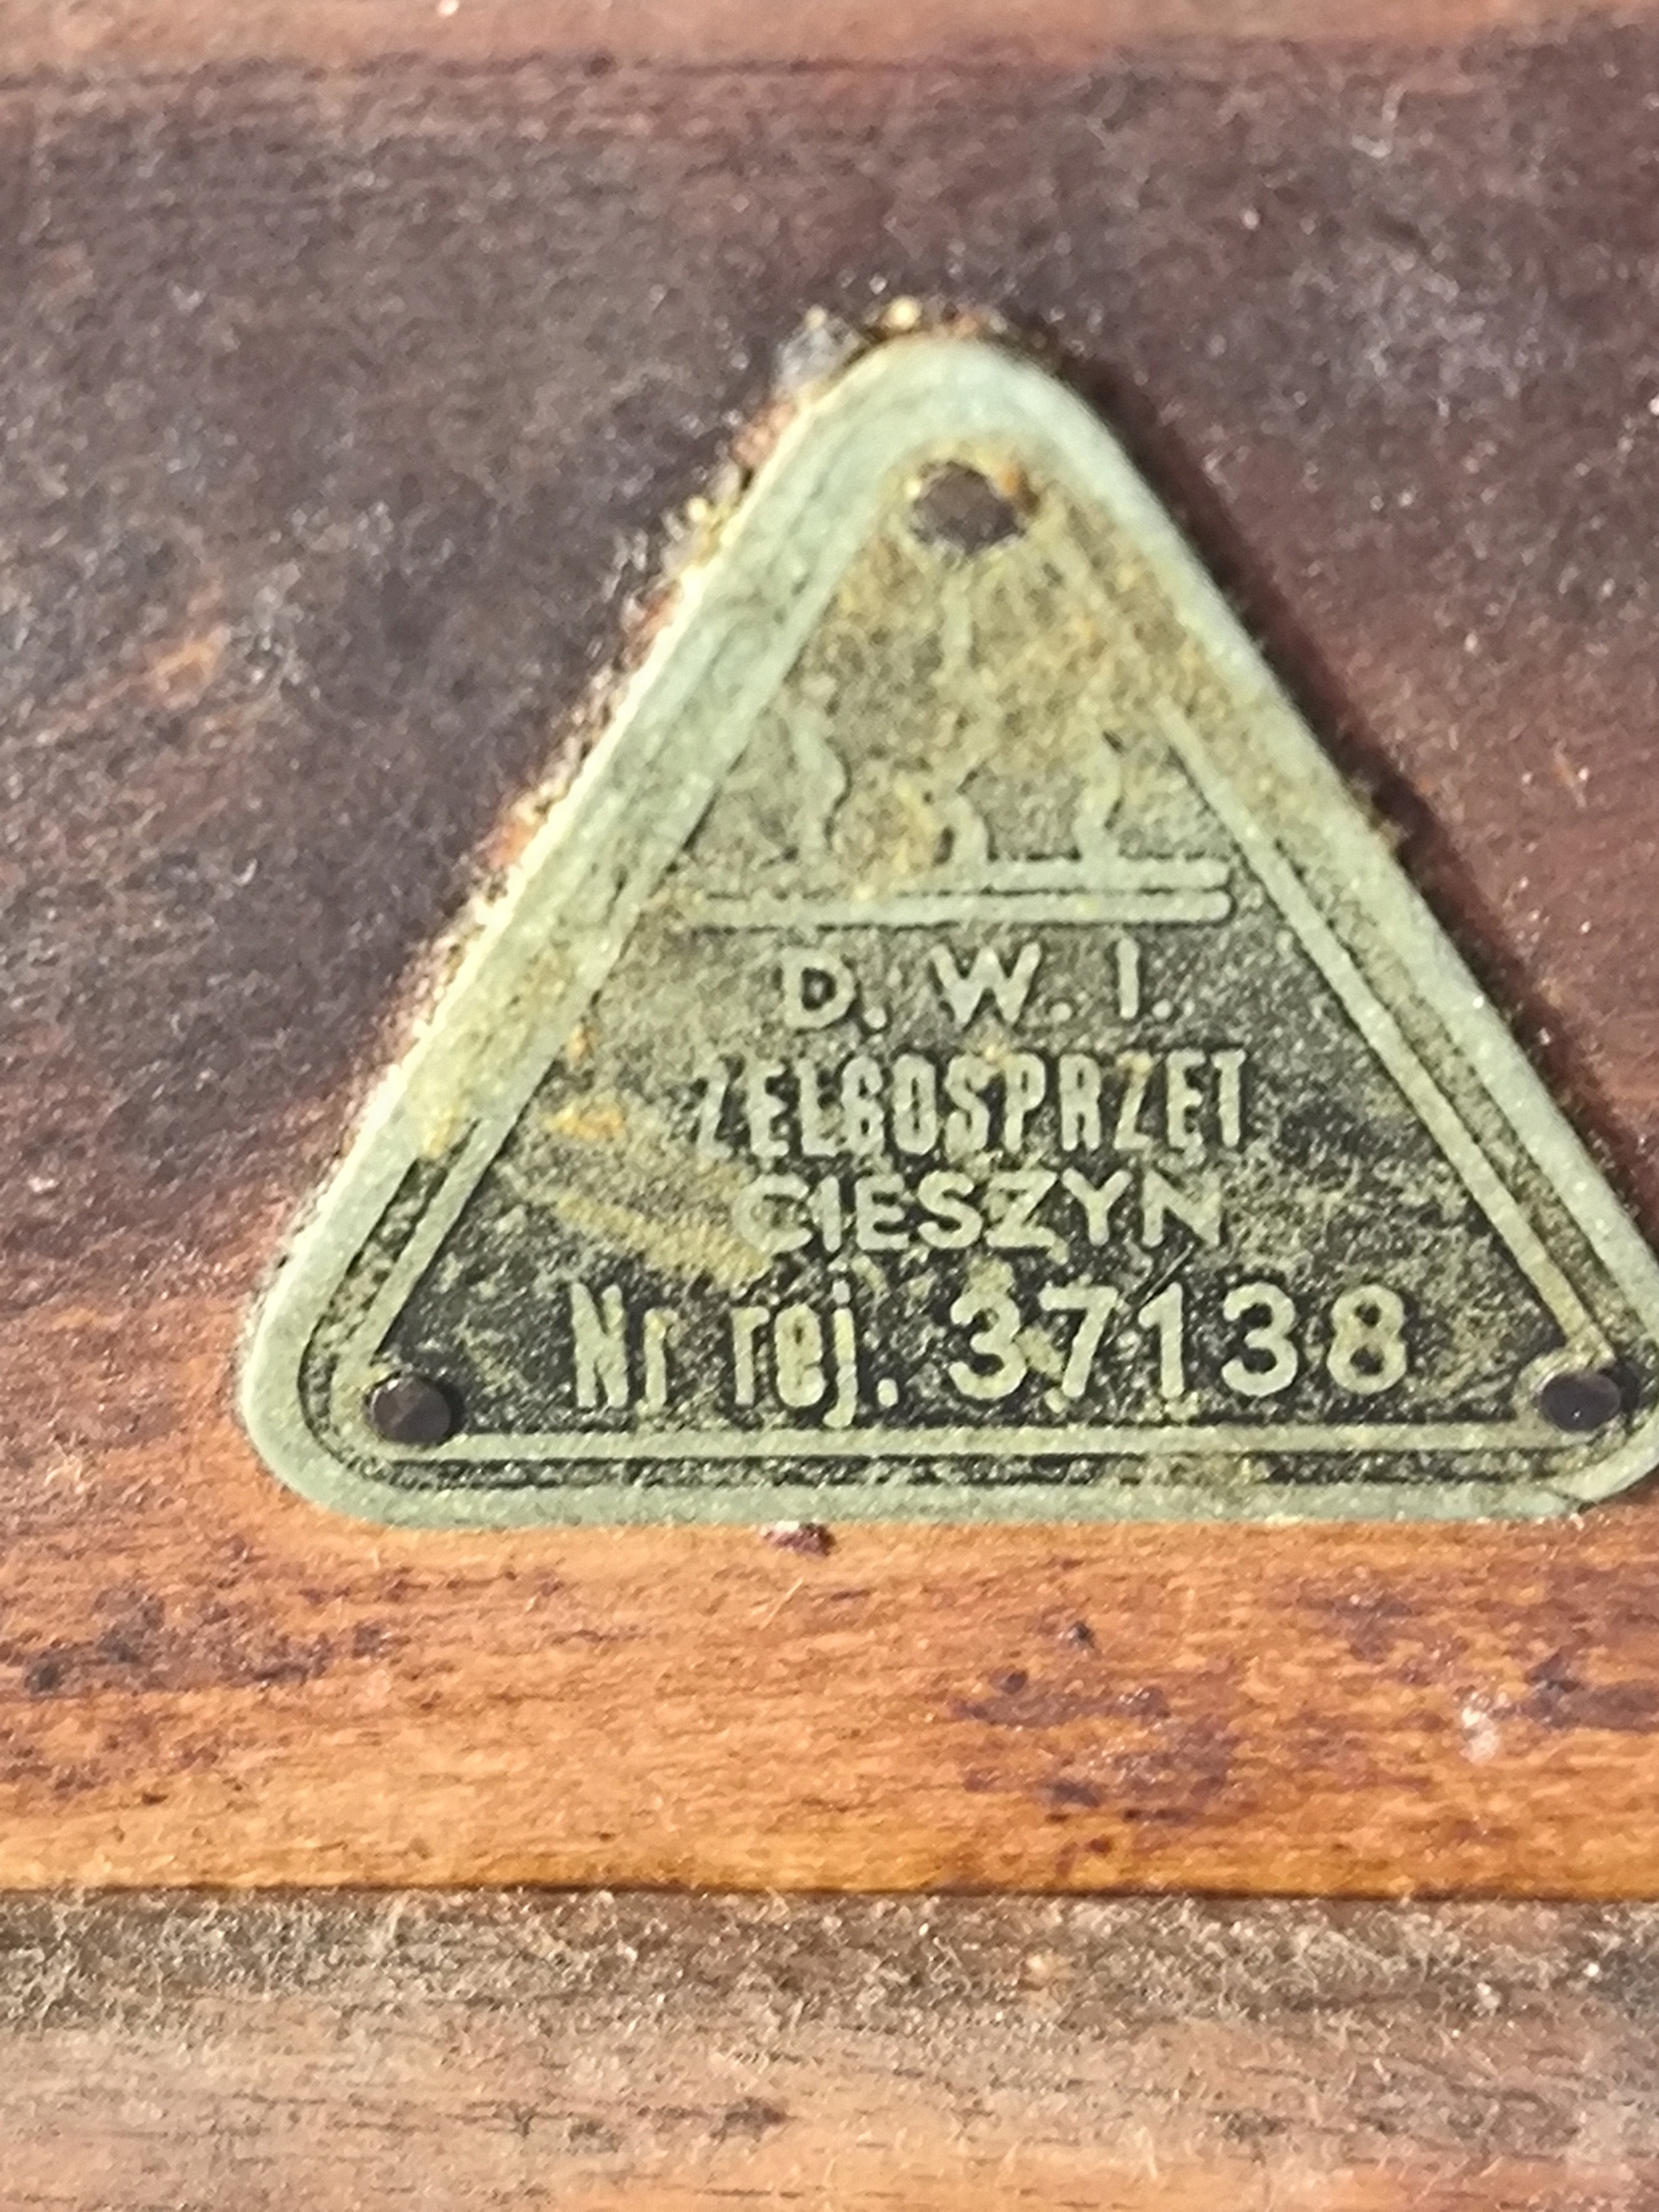 D. W. I.
ZELGOSPRZET
CIESZYN
Nr rej. 37138